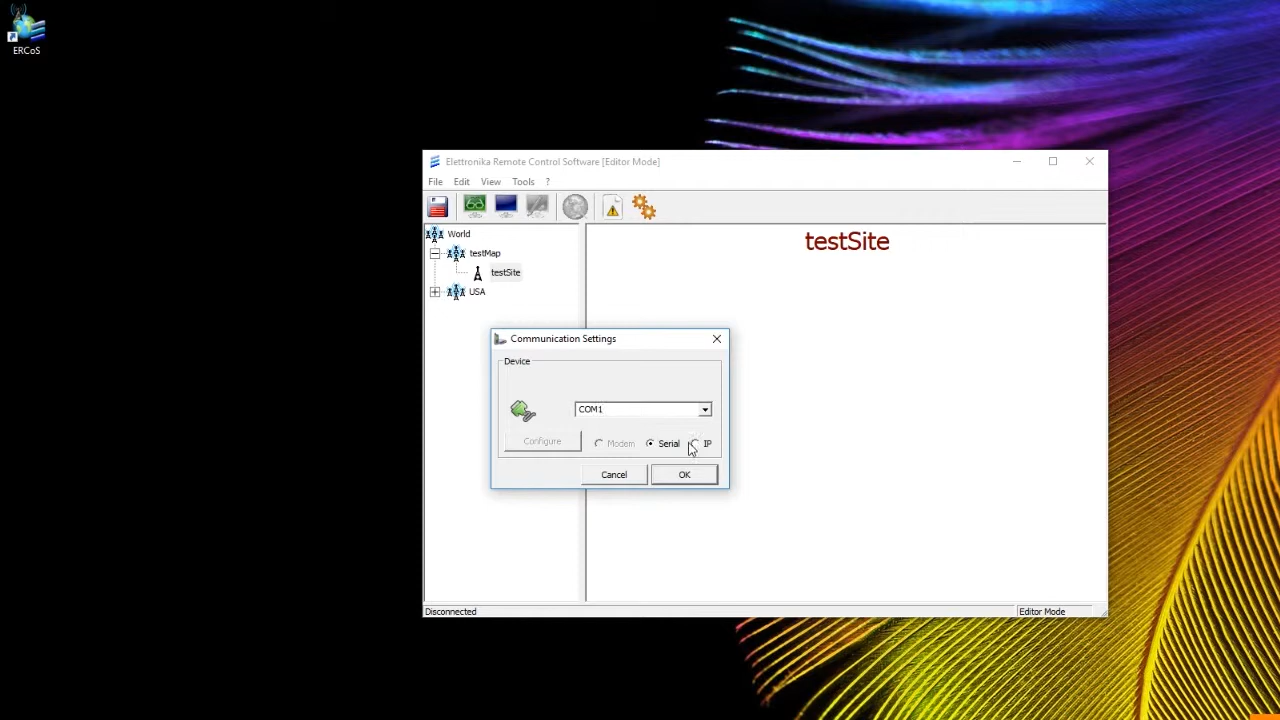 ERCoS
Elettronika Remote Control Software [Editor Mode]
File Edit View Tools ?
World
testMap
testSite
USA
testSite
Communication Settings
Device
COM1
Configure Modem Serial IP
Cancel OK
Disconnected Editor Mode